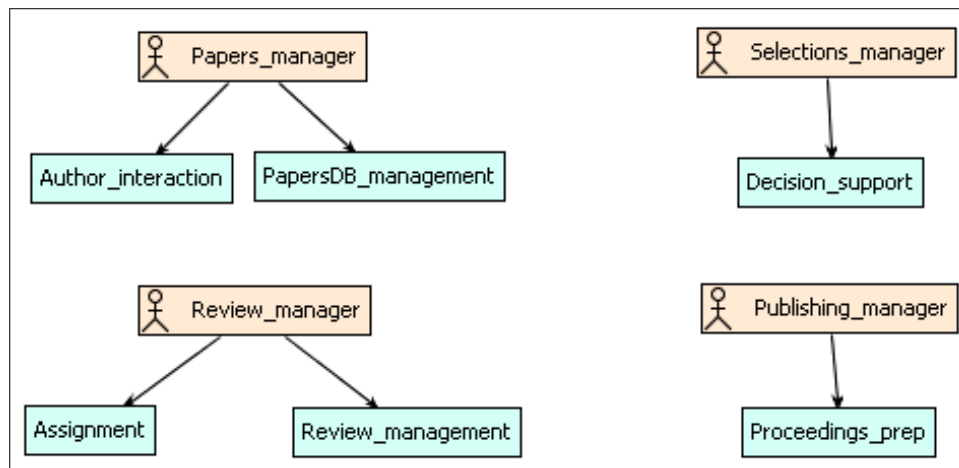 Papers_manager
Selections_manager
Author_interaction
PapersDB_management
Decision_support
Review_manager
Publishing_manager
Assignment
Review_management
Proceedings_prep